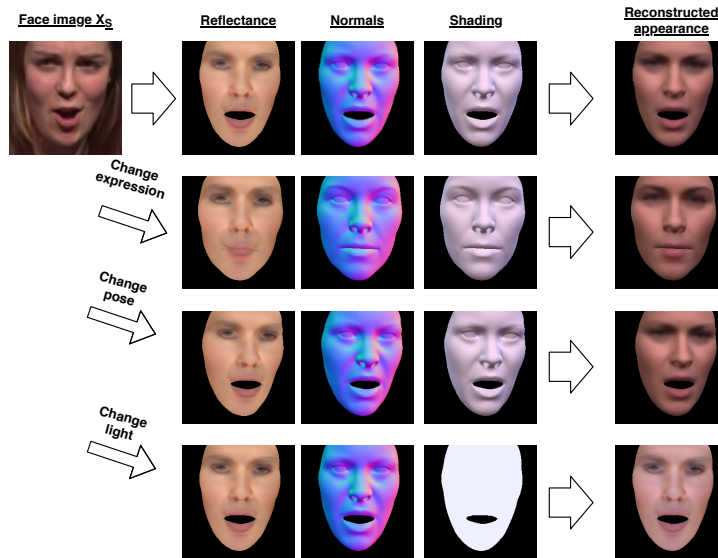 Face image XS
Reflectance
Normals
Shading
Reconstructed
appearance
Change
expression
Change
pose
Change
light